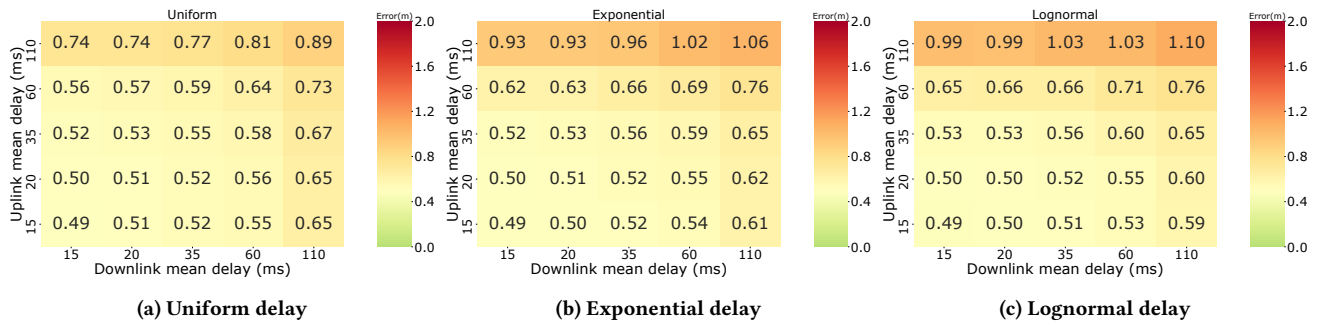 Uniform
Error(m)
2.0
1.6
1.2
0.8
0.4
0.0
Uplink mean delay (ms)
110 0.74 0.74 0.77 0.81 0.89
60 0.56 0.57 0.59 0.64 0.73
35 0.52 0.53 0.55 0.58 0.67
20 0.50 0.51 0.52 0.56 0.65
15 0.49 0.51 0.52 0.55 0.65
15 20 35 60 110
Downlink mean delay (ms)
(a) Uniform delay
Exponential
Error(m)
2.0
1.6
1.2
0.8
0.4
0.0
Uplink mean delay (ms)
110 0.93 0.93 0.96 1.02 1.06
60 0.62 0.63 0.66 0.69 0.76
35 0.52 0.53 0.56 0.59 0.65
20 0.50 0.51 0.52 0.55 0.62
15 0.49 0.50 0.52 0.54 0.61
15 20 35 60 110
Downlink mean delay (ms)
(b) Exponential delay
Lognormal
Error(m)
2.0
1.6
1.2
0.8
0.4
0.0
Uplink mean delay (ms)
110 0.99 0.99 1.03 1.03 1.10
60 0.65 0.66 0.66 0.71 0.76
35 0.53 0.53 0.56 0.60 0.65
20 0.50 0.50 0.52 0.55 0.60
15 0.49 0.50 0.51 0.53 0.59
15 20 35 60 110
Downlink mean delay (ms)
(c) Lognormal delay